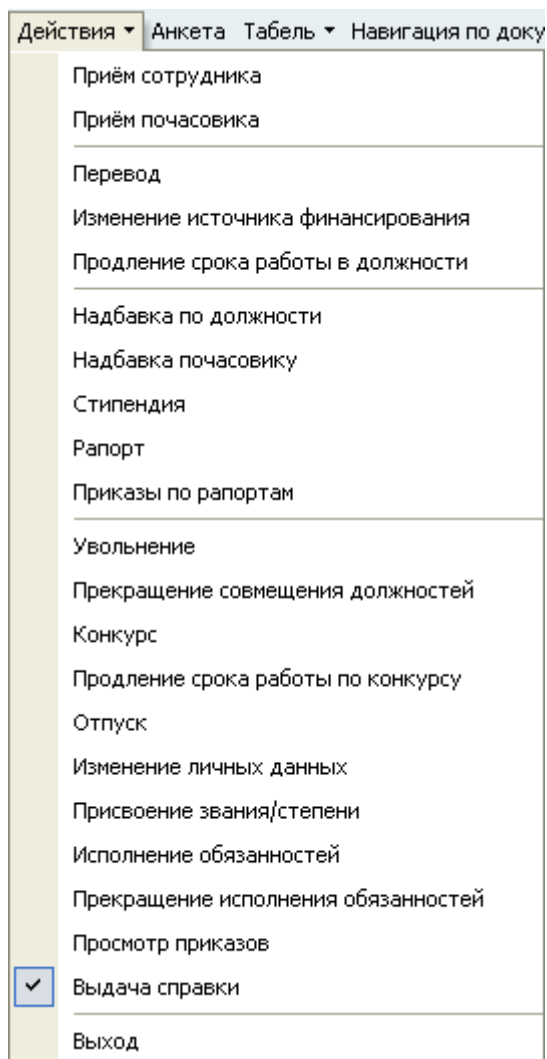 Действия Анкета Табель Навигация по доку
Приём сотрудника
Приём почасовика
Перевод
Изменение источника финансирования
Продление срока работы в должности
Надбавка по должности
Надбавка почасовику
Стипендия
Рапорт
Приказы по рапортам
Увольнение
Прекращение совмещения должностей
Конкурс
Продление срока работы по конкурсу
Отпуск
Изменение личных данных
Присвоение звания/степени
Исполнение обязанностей
Прекращение исполнения обязанностей
Просмотр приказов
Выдача справки
Выход